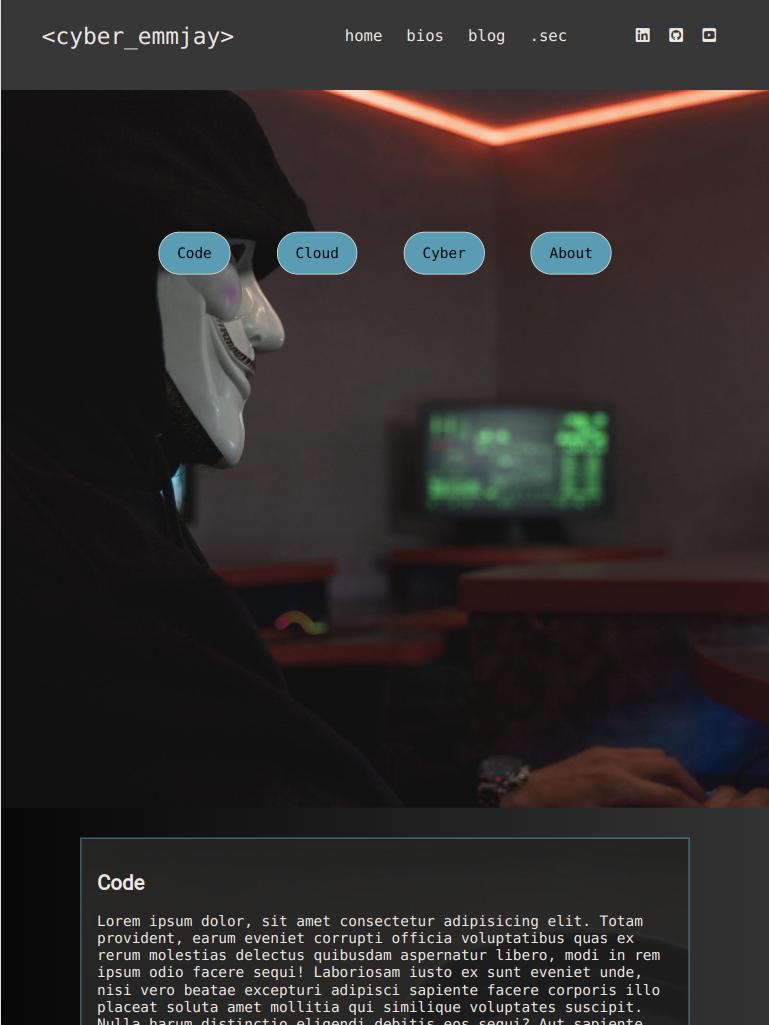 <cyber_emmjay>
home bios blog .sec
Code Cloud Cyber About
Code
Lorem ipsum dolor, sit amet consectetur adipisicing elit. Totam
provident, earum eveniet corrupti officia voluptatibus quas ex
rerum molestias delectus quibusdam aspernatur libero, modi in rem
ipsum odio facere sequi! Laboriosam iusto ex sunt eveniet unde,
nisi vero beatae excepturi adipisci sapiente facere corporis illo
placeat soluta amet mollitia qui similique voluptates suscipit.
Nulla harum distinctio eligendi debitis eos sequi? Aut sapiente